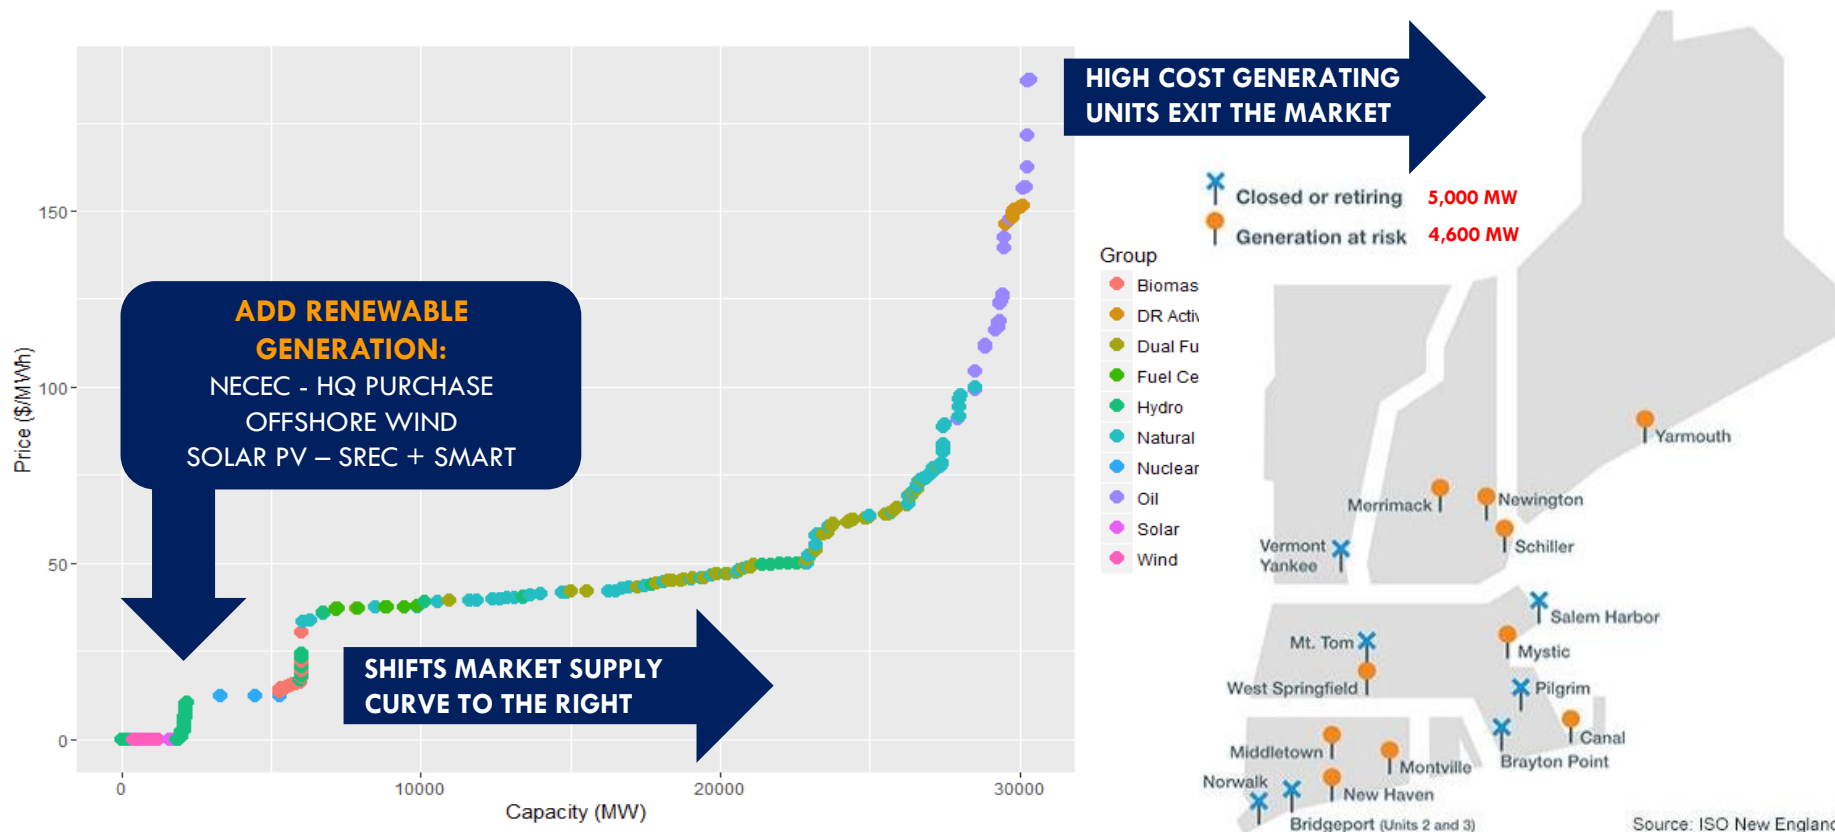 HIGH COST GENERATING
UNITS EXIT THE MARKET
Closed or retiring 5,000 MW
Generation at risk 4,600 MW
ADD RENEWABLE
GENERATION:
NECEC - HQ PURCHASE
OFFSHORE WIND
SOLAR PV – SREC + SMART
SHIFTS MARKET SUPPLY
CURVE TO THE RIGHT
Price ($/MWh)
150
100
50
0
0
10000
20000
30000
Capacity (MW)
Group
Biomas
DR Activ
Dual Fu
Fuel Ce
Hydro
Natural
Nuclear
Oil
Solar
Wind
Yarmouth
Merrimack
Newington
Schiller
Vermont
Yankee
Salem Harbor
Mt. Tom
Mystic
West Springfield
Pilgrim
Canal
Middletown
Montville
Brayton Point
Norwalk
New Haven
Bridgeport (Units 2 and 3)
Source: ISO New England